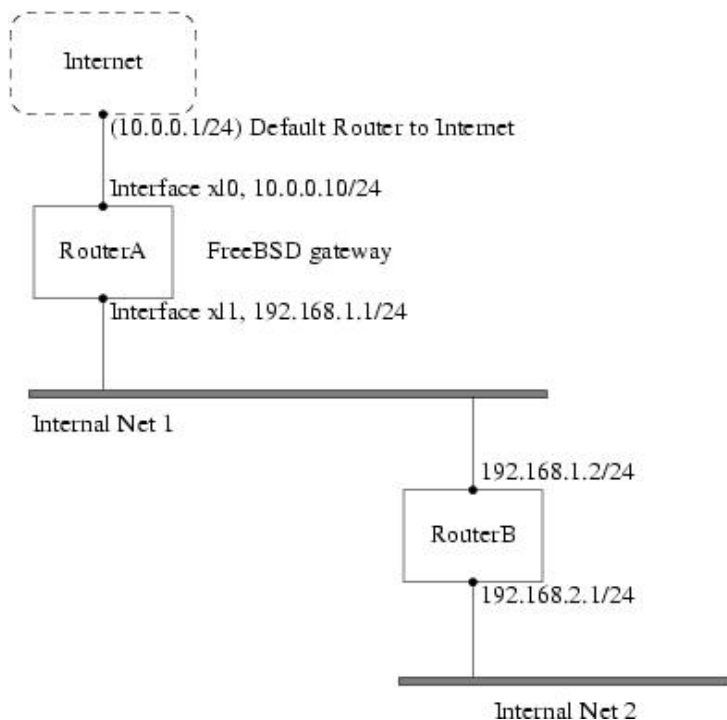 Internet
(10.0.0.1/24) Default Router to Internet
Interface xl0, 10.0.0.10/24
RouterA
FreeBSD gateway
Interface xl1, 192.168.1.1/24
Internal Net 1
192.168.1.2/24
RouterB
192.168.2.1/24
Internal Net 2